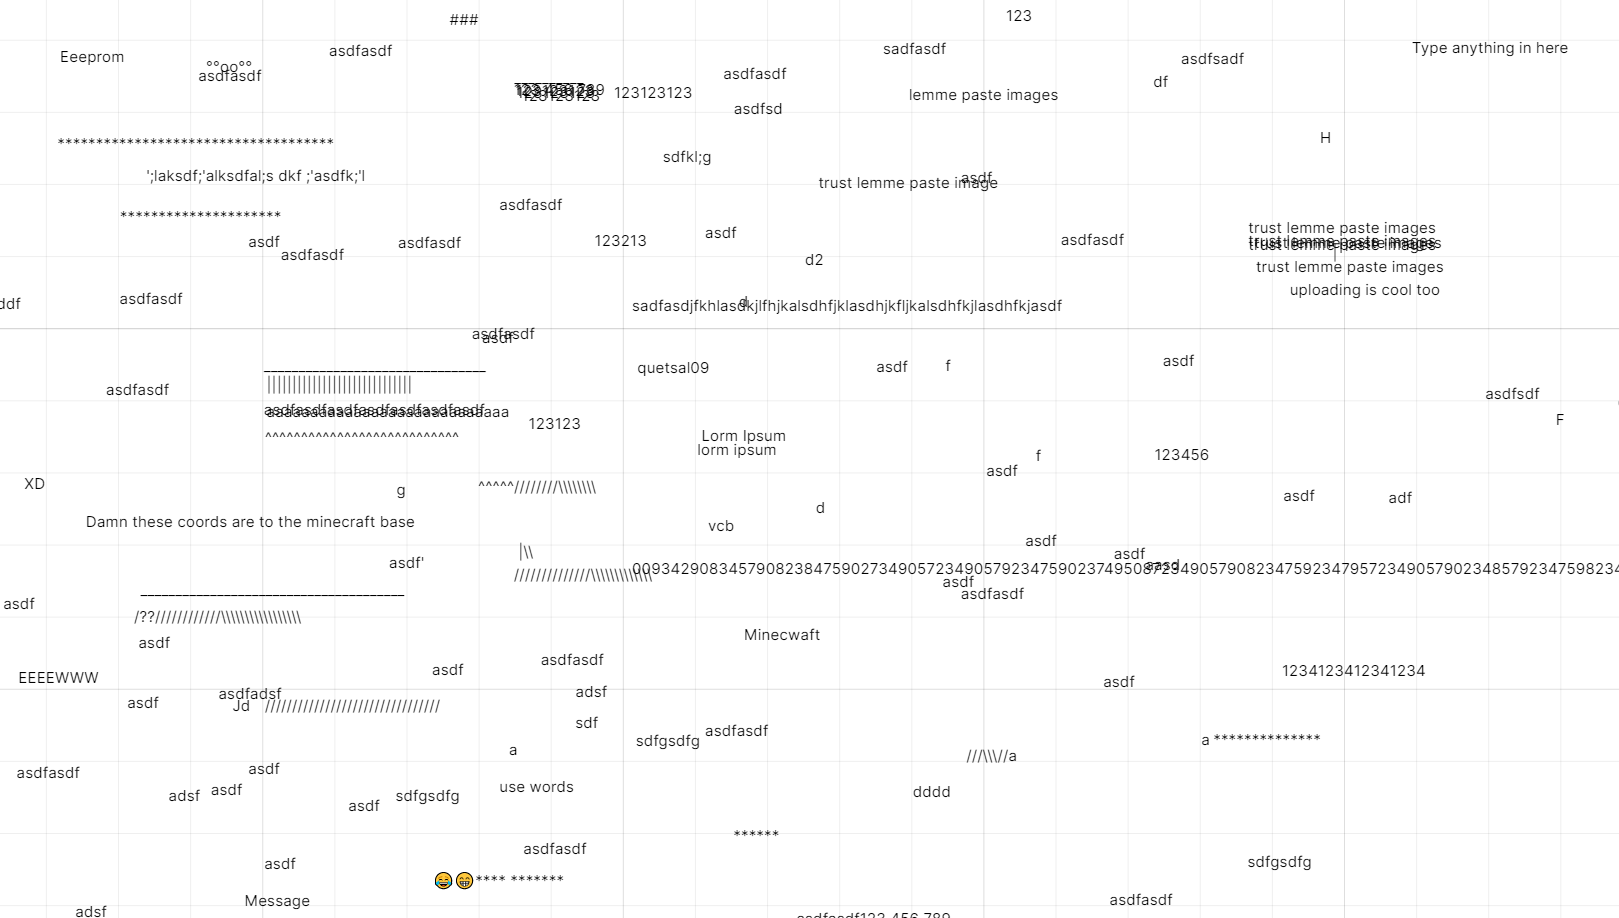 ###
123
Eeeprom
asdfasdf
sadfasdf
Type anything in here
°°oo°°
asdfasdf
asdfasdf
asdfsadf
df
123123123
lemme paste images
asdfsd
H
************************************
sdfkl;g
';laksdf;'alksdfal;s dkf ;'asdfk;'l
asdf
trust lemme paste image
asdfasdf
*********************
trust lemme paste images
asdf
asdf
asdfasdf
123213
asdfasdf
asdfasdf
trust lemme paste images
|
d2
trust lemme paste images
uploading is cool too
ddf
asdfasdf
d
sadfasdjfkhlasdkjlfhjkalsdhfjklasdhjkfljkalsdhfkjlasdhfkjasdf
asdfasdf
asdf
quetsal09
asdf
f
asdf
________________________________
||||||||||||||||||||||||||||
asdfasdf
asdfsdf
asdfasdfasdfasdfasdfasdfasdf
aaaaaaaaaaaaaaaaaaaaaaaaaaaaa
123123
F
^^^^^^^^^^^^^^^^^^^^^^^^^^^
Lorm Ipsum
lorm ipsum
f
123456
asdf
XD
g
^^^^^////////\\\\\\\\
asdf
adf
d
Damn these coords are to the minecraft base
vcb
asdf
|\\
asdf
asdf'
aasd
//////////////\\\\\\\\\\\\\
009342908345790823847590273490572349057923475902374950872349057908234759234795723490579023485792347598234
asdf
asdfasdf
______________________________________
asdf
/??////////////\\\\\\\\\\\\\\\\\
Minecwaft
asdf
asdfasdf
asdf
1234123412341234
EEEEWWW
asdf
asdfadsf
adsf
asdf
Jd
////////////////////////////////
sdf
asdfasdf
sdfgsdfg
a **************
a
///\\\//a
asdfasdf
asdf
use words
asdf
adsf
sdfgsdfg
dddd
asdf
******
asdfasdf
asdf
sdfgsdfg
😂😁**** *******
Message
asdfasdf
adsf
asdfasdf123 456 789